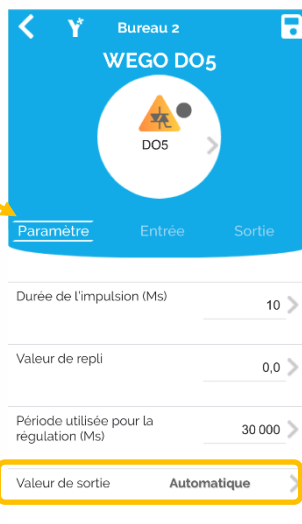 Bureau 2
WEGO DO5
DO5
Paramètre Entrée Sortie
Durée de l'impulsion (Ms)
10
Valeur de repli
0,0
Période utilisée pour la
régulation (Ms)
30 000
Valeur de sortie Automatique